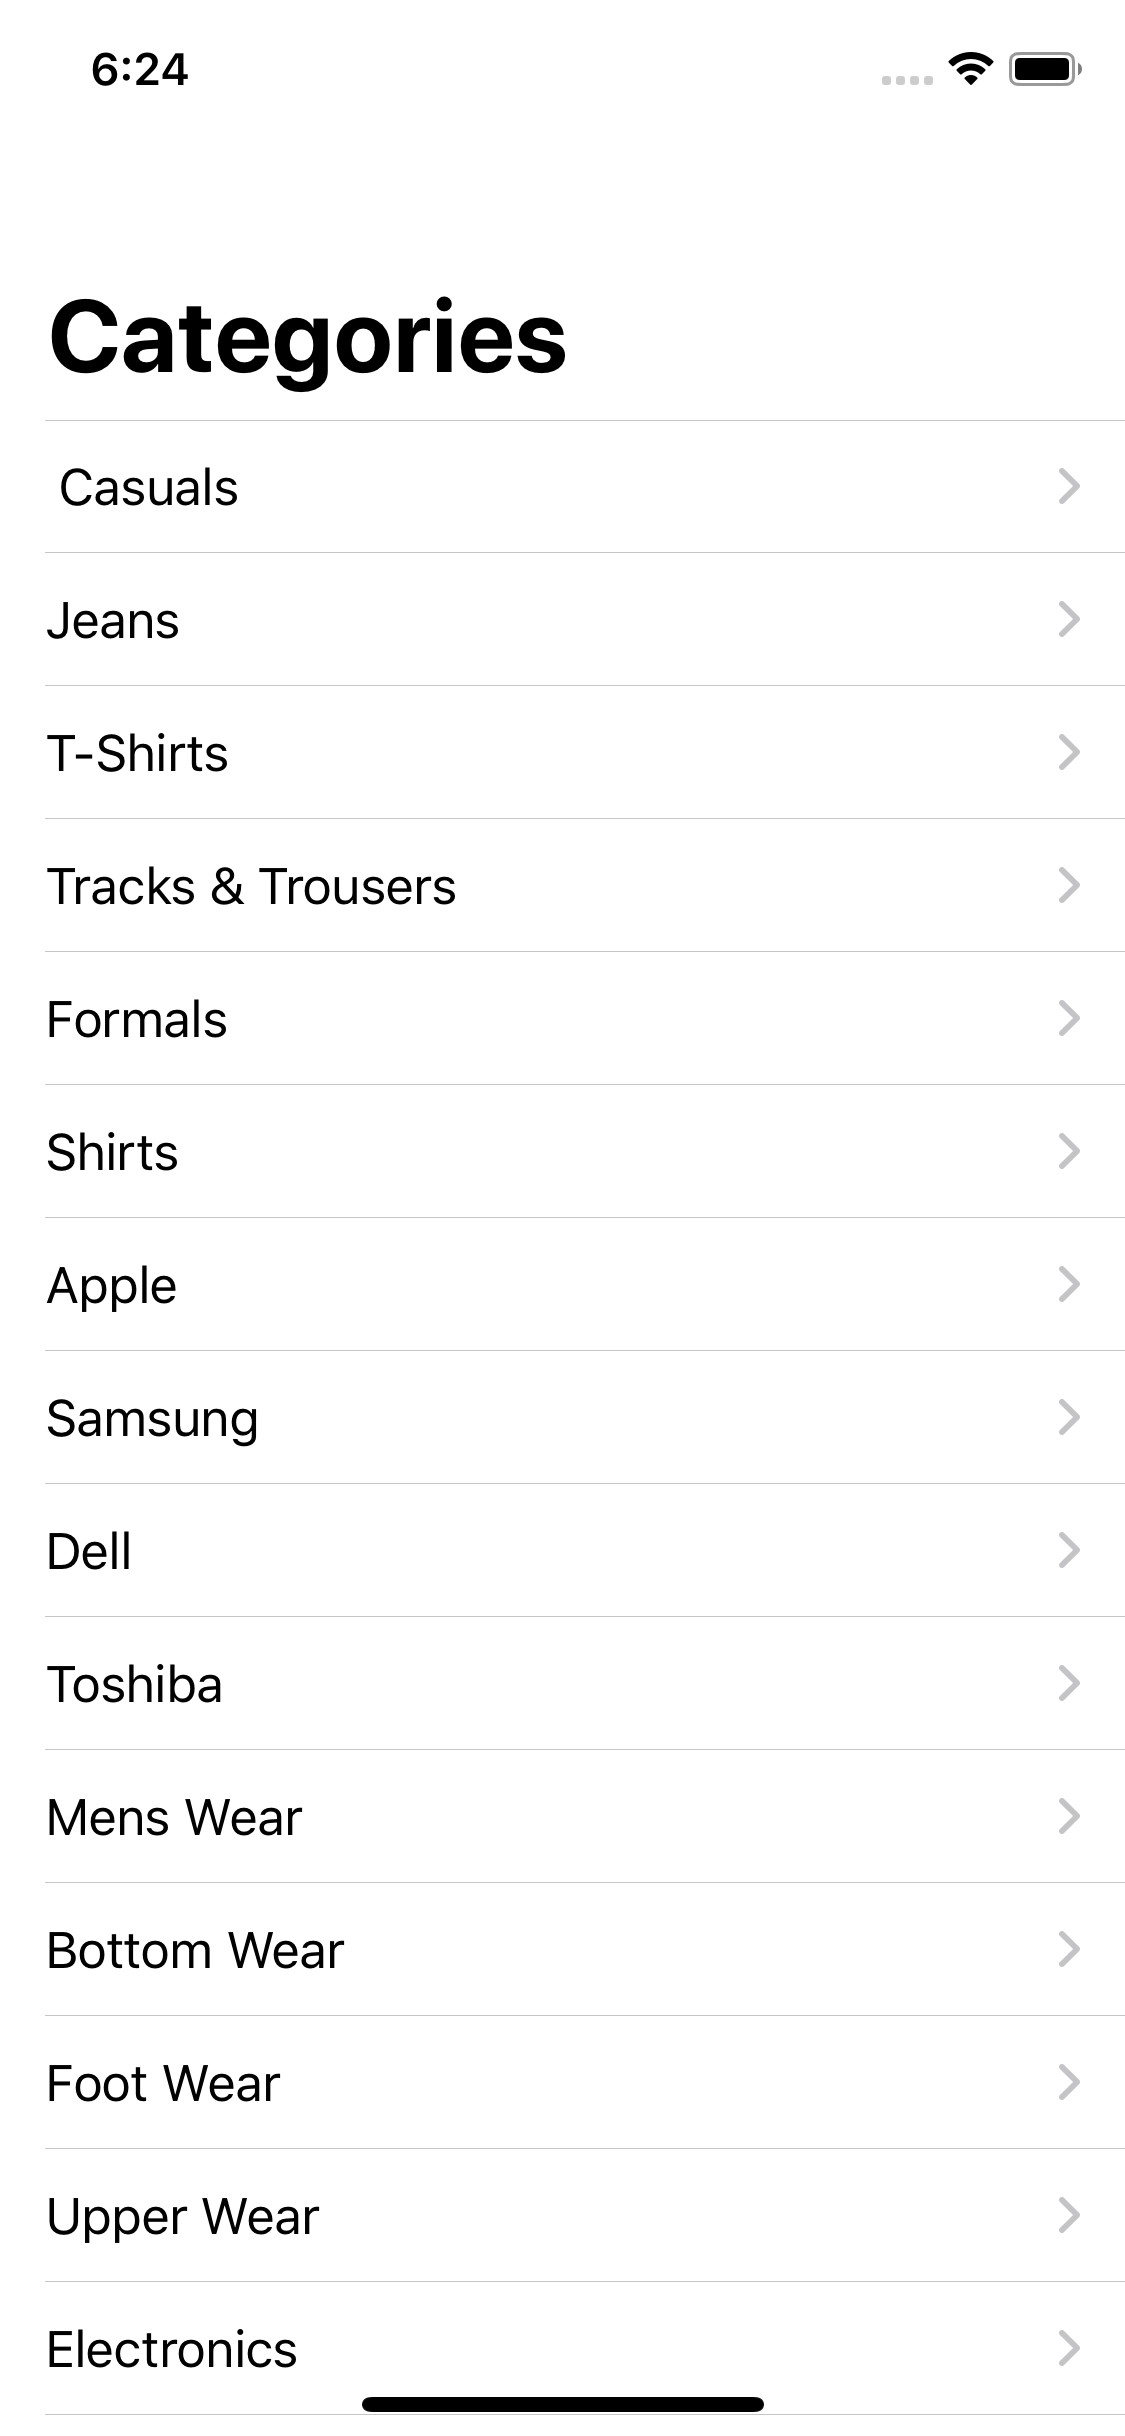 6:24
Categories
Casuals
Jeans
T-Shirts
Tracks & Trousers
Formals
Shirts
Apple
Samsung
Dell
Toshiba
Mens Wear
Bottom Wear
Foot Wear
Upper Wear
Electronics